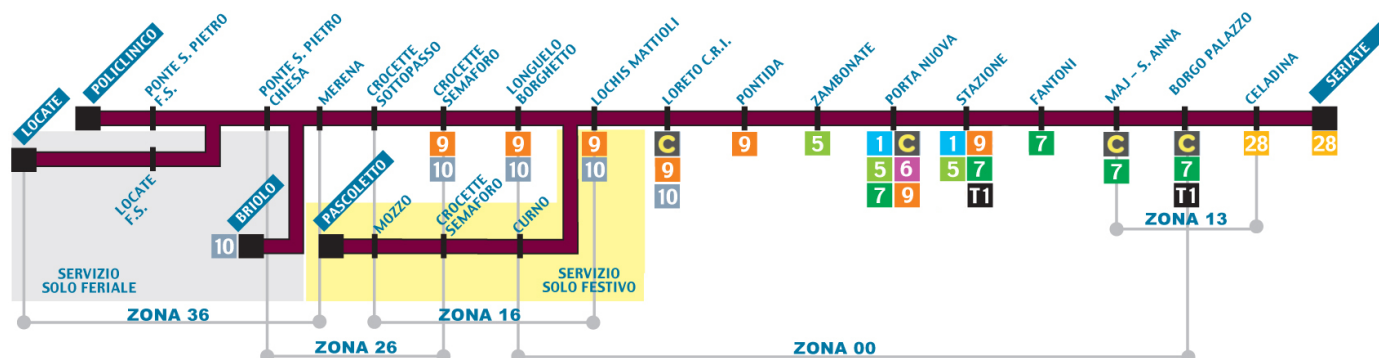 LOCATE
POLICLINICO
PONTE S. PIETRO
F.S.
PONTE S. PIETRO
CHIESA
MERENA
CROCETTE
SOTTOPASSO
CROCETTE
SEMAFORO
LONGUELO
BORGHETTO
LOCHIS MATTIOLI
LORETO C.R.I.
PONTIDA
ZAMBONATE
PORTA NUOVA
STAZIONE
FANTONI
MAJ – S. ANNA
BORGO PALAZZO
CELADINA
SERIATE
9
10
9
10
9
10
C
9
10
9
5
1 C
5 6
7 9
1 9
5 7
T1
7
C
7
C
7
T1
28
28
LOCATE
F.S.
BRIOLO
10
PASCOLETTO
MOZZO
CROCETTE
SEMAFORO
CURNO
SERVIZIO
SOLO FERIALE
SERVIZIO
SOLO FESTIVO
ZONA 13
ZONA 36
ZONA 16
ZONA 26
ZONA 00